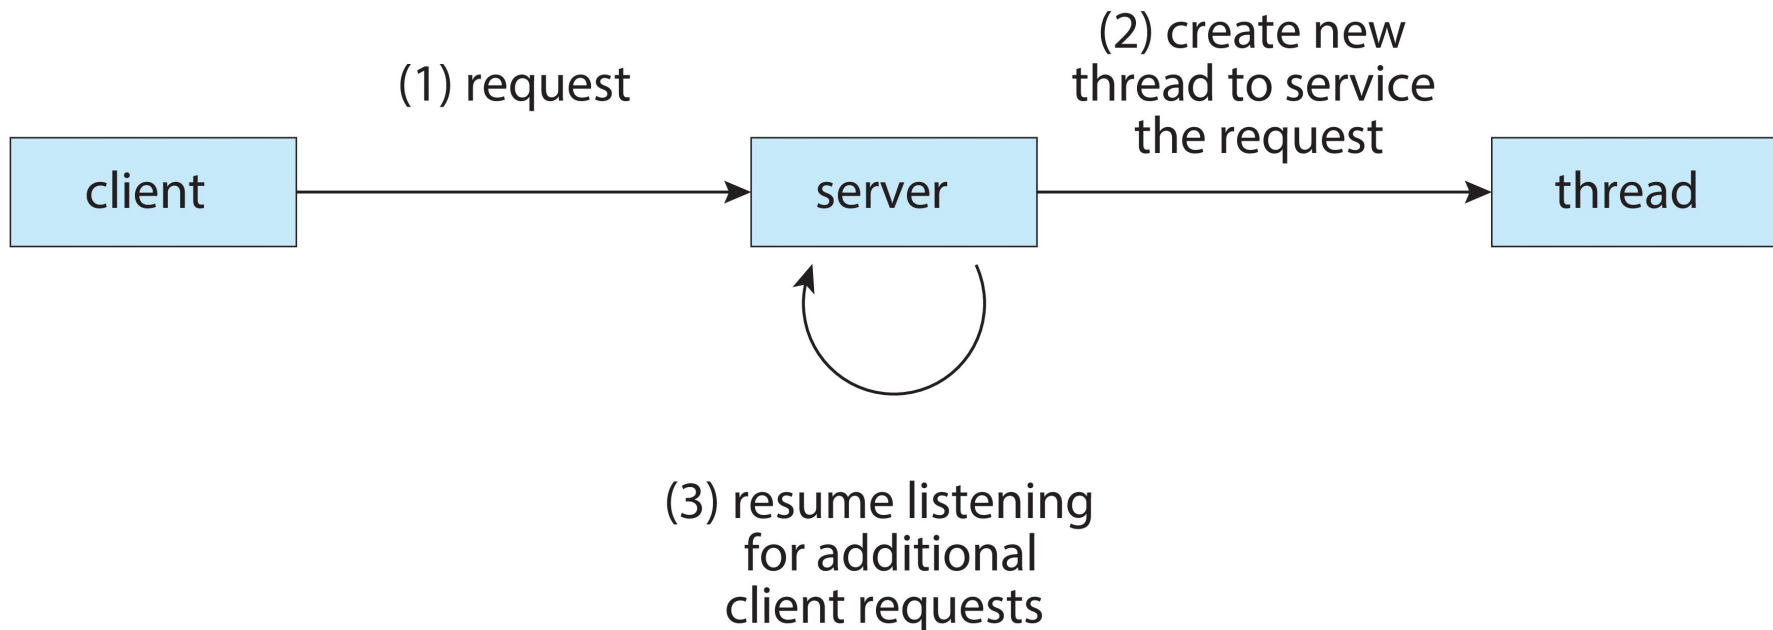 (1) request
(2) create new
thread to service
the request
client
server
thread
(3) resume listening
for additional
client requests